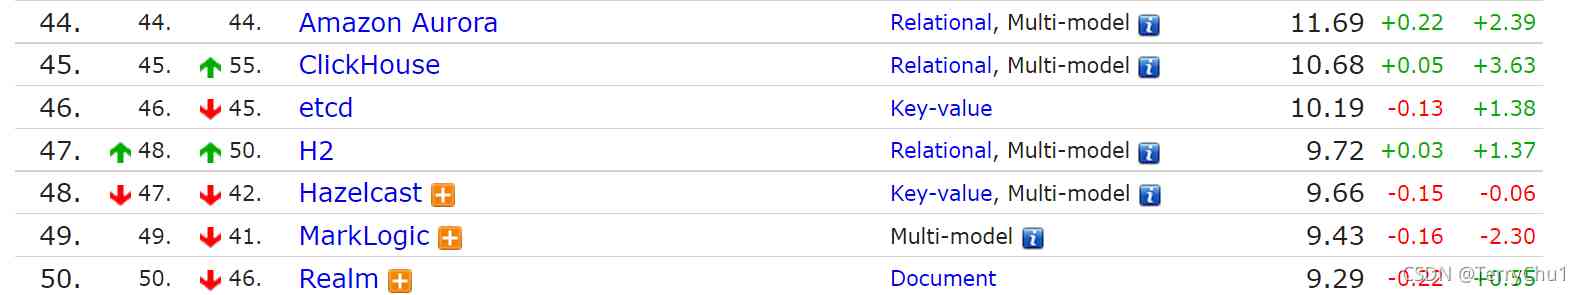 44. 44. 44. Amazon Aurora Relational, Multi-model i 11.69 +0.22 +2.39
45. 45. 55. ClickHouse Relational, Multi-model i 10.68 +0.05 +3.63
46. 46. 45. etcd Key-value 10.19 -0.13 +1.38
47. 48. 50. H2 Relational, Multi-model i 9.72 +0.03 +1.37
48. 47. 42. Hazelcast + Key-value, Multi-model i 9.66 -0.15 -0.06
49. 49. 41. MarkLogic + Multi-model i 9.43 -0.16 -2.30
50. 50. 46. Realm + Document 9.29 -0.22 +0.55
CSDN @TerryChu1